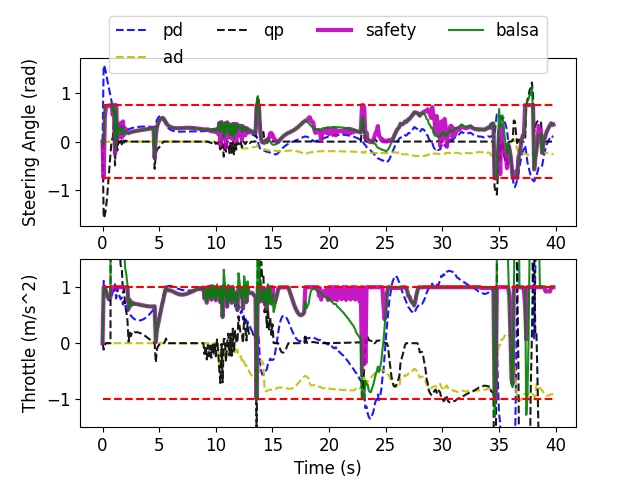 pd qp safety balsa
ad
Steering Angle (rad)
1
0
−1
0 5 10 15 20 25 30 35 40
Throttle (m/s^2)
1
0
−1
0 5 10 15 20 25 30 35 40
Time (s)